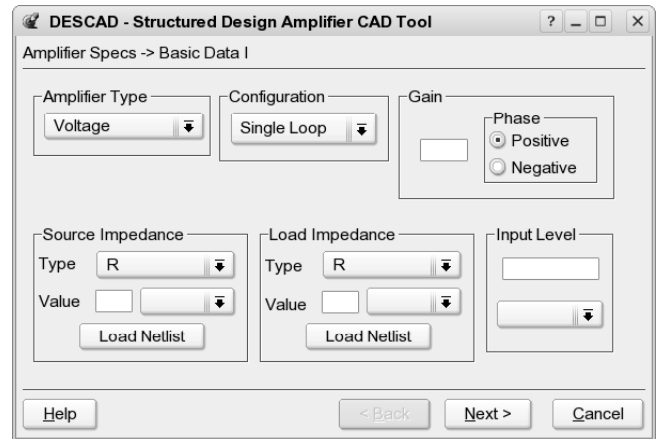 DESCAD - Structured Design Amplifier CAD Tool
Amplifier Specs -> Basic Data I
Amplifier Type
Voltage
Configuration
Single Loop
Gain
Phase
Positive
Negative
Source Impedance
Type R
Value
Load Netlist
Load Impedance
Type R
Value
Load Netlist
Input Level
Help
< Back
Next >
Cancel